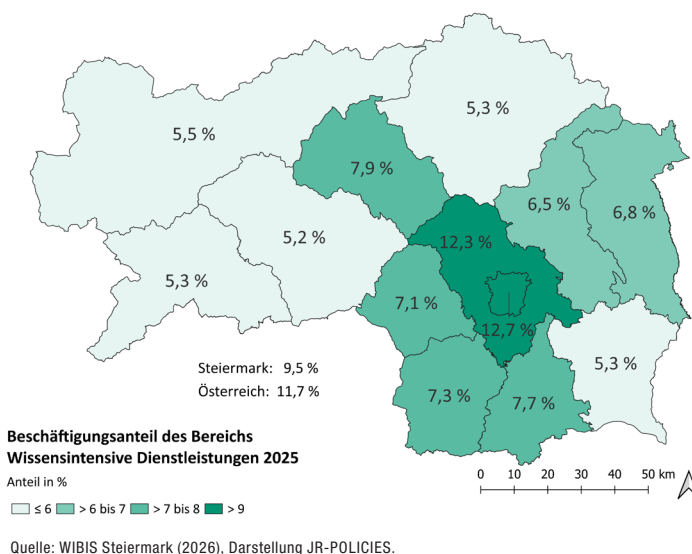 5,3 %
5,5 %
7,9 %
6,5 %
6,8 %
5,2 %
12,3 %
5,3 %
7,1 %
12,7 %
5,3 %
Steiermark: 9,5 %
Österreich: 11,7 %
7,3 %
7,7 %
Beschäftigungsanteil des Bereichs
Wissensintensive Dienstleistungen 2025
Anteil in %
≤ 6 > 6 bis 7 > 7 bis 8 > 9
0 10 20 30 40 50 km
Quelle: WIBIS Steiermark (2026), Darstellung JR-POLICIES.